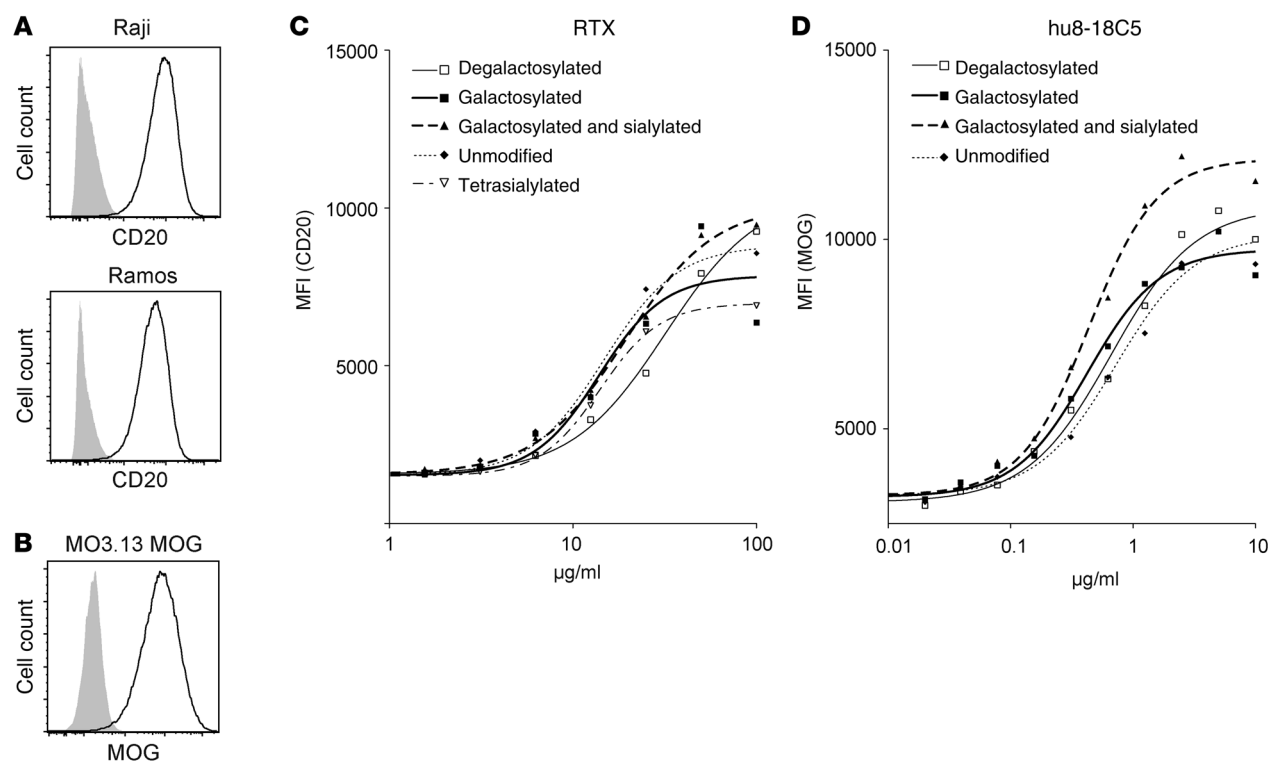 A
Raji
Cell count
CD20
Ramos
Cell count
CD20
B
MO3.13 MOG
Cell count
MOG
C
RTX
15000
10000
5000
MFI (CD20)
Degalactosylated
Galactosylated
Galactosylated and sialylated
Unmodified
Tetrasialylated
1
10
100
µg/ml
D
hu8-18C5
15000
10000
5000
MFI (MOG)
Degalactosylated
Galactosylated
Galactosylated and sialylated
Unmodified
0.01
0.1
1
10
µg/ml